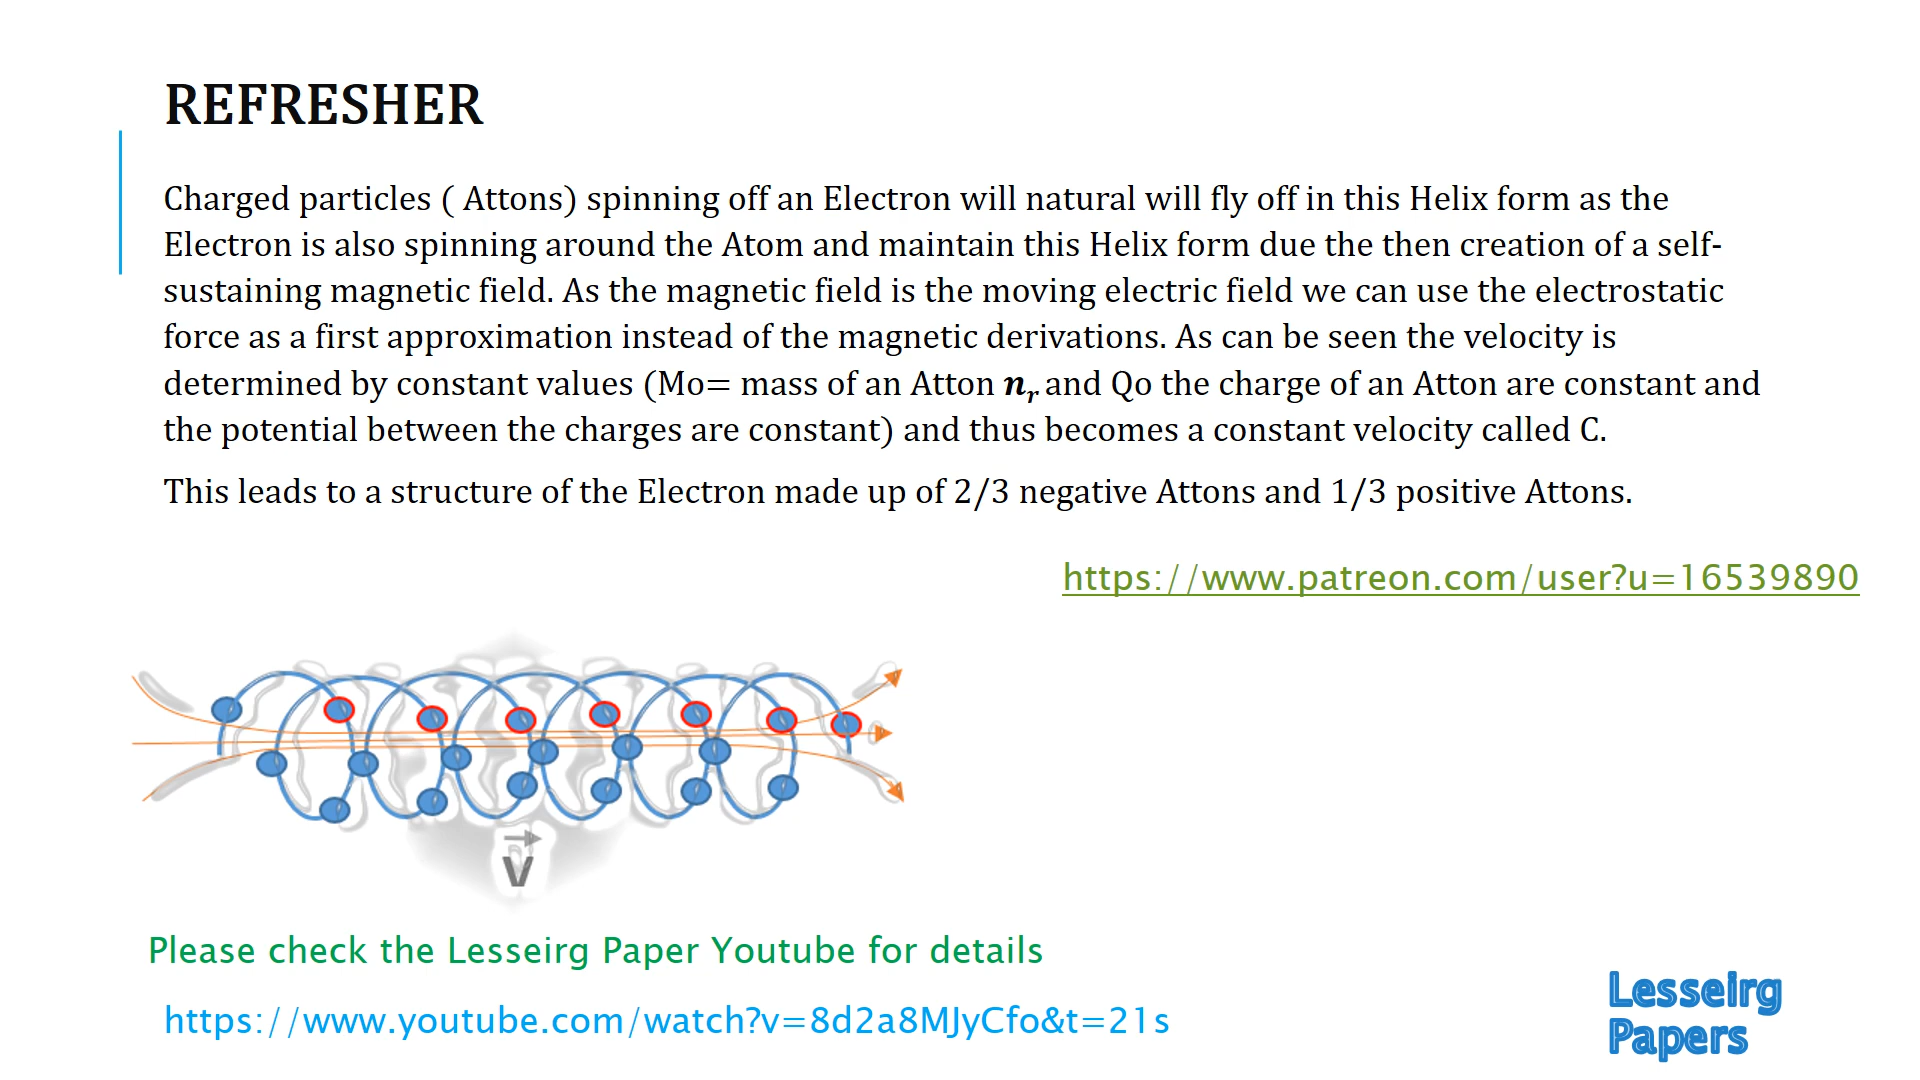 REFRESHER
Charged particles ( Attons) spinning off an Electron will natural will fly off in this Helix form as the
Electron is also spinning around the Atom and maintain this Helix form due the then creation of a self-
sustaining magnetic field. As the magnetic field is the moving electric field we can use the electrostatic
force as a first approximation instead of the magnetic derivations. As can be seen the velocity is
determined by constant values (Mo= mass of an Atton nr and Qo the charge of an Atton are constant and
the potential between the charges are constant) and thus becomes a constant velocity called C.
This leads to a structure of the Electron made up of 2/3 negative Attons and 1/3 positive Attons.
https://www.patreon.com/user?u=16539890
V
Please check the Lesseirg Paper Youtube for details
https://www.youtube.com/watch?v=8d2a8MJyCfo&t=21s
Lesseirg
Papers